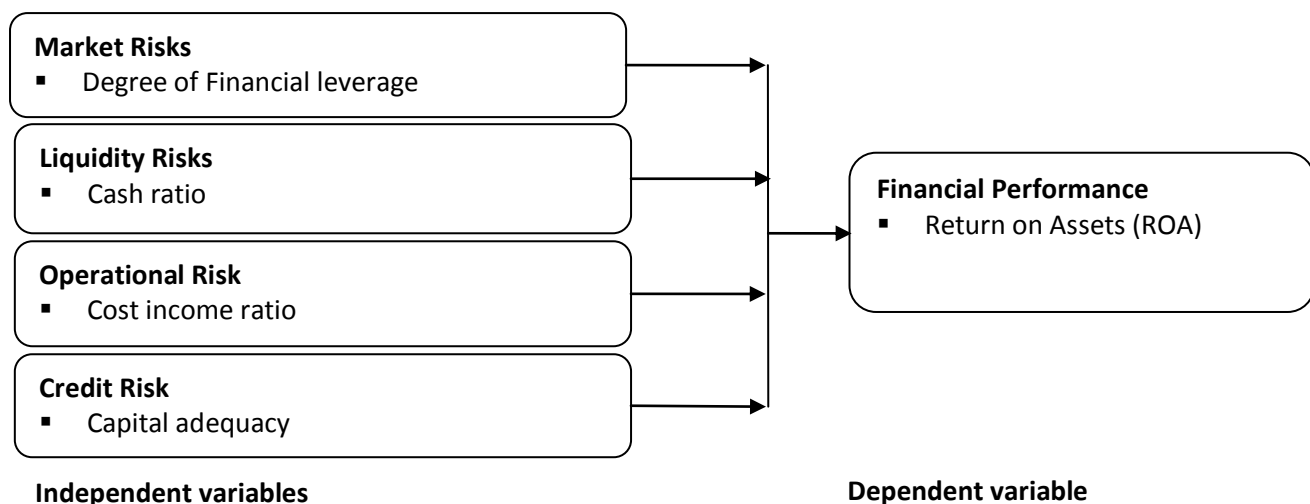 Market Risks
▪ Degree of Financial leverage
Liquidity Risks
▪ Cash ratio
Operational Risk
▪ Cost income ratio
Credit Risk
▪ Capital adequacy
Independent variables
Financial Performance
▪ Return on Assets (ROA)
Dependent variable